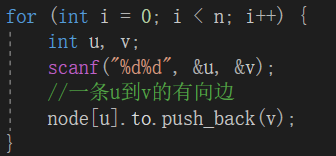 for (int i = 0; i < n; i++) {
    int u, v;
    scanf("%d%d", &u, &v);
    //一条u到v的有向边
    node[u].to.push_back(v);
}